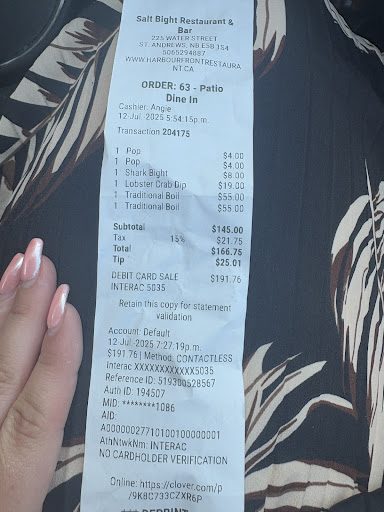 Salt Bight Restaurant &
Bar
225 WATER STREET
ST. ANDREWS, NB E5B 3S4
5065294887
WWW.HARBOURFRONTRESTAURA
NT.CA
ORDER: 63 - Patio
Dine In
Cashier: Angie
12-Jul.-2025 5:54:15p.m.
Transaction 204175
1 Pop $4.00
1 Pop $4.00
1 Shark Bight $8.00
1 Lobster Crab Dip $19.00
1 Traditional Boil $55.00
1 Traditional Boil $55.00
Subtotal $145.00
Tax 15% $21.75
Total $166.75
Tip $25.01
DEBIT CARD SALE $191.76
INTERAC 5035
Retain this copy for statement
validation
Account: Default
12-Jul.-2025 7:27:19p.m.
$191.76 | Method: CONTACTLESS
Interac XXXXXXXXXXXX5035
Reference ID: 519300528567
Auth ID: 194507
MID: ********1086
AID:
A00000027710100100000001
AthNtwkNm: INTERAC
NO CARDHOLDER VERIFICATION
Online: https://clover.com/p
/9K8C733CZXR6P